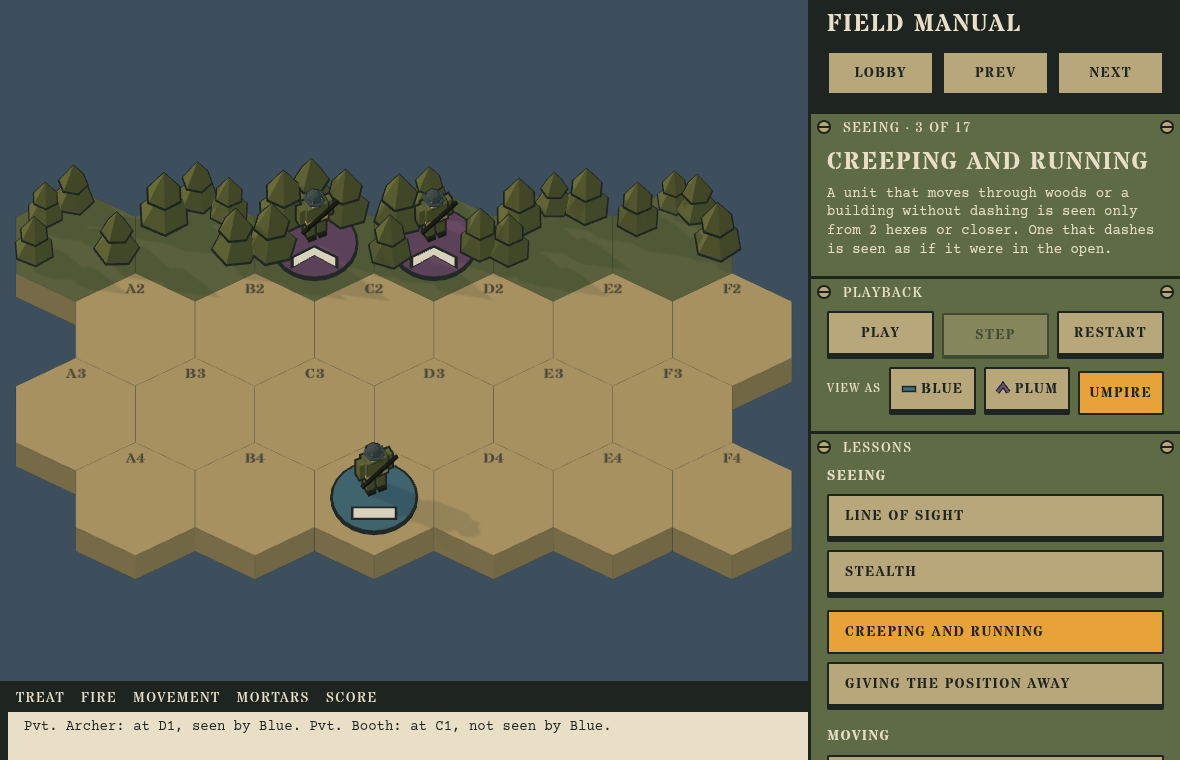 FIELD MANUAL
LOBBY
PREV
NEXT
SEEING · 3 OF 17
CREEPING AND RUNNING
A unit that moves through woods or a
building without dashing is seen only
from 2 hexes or closer. One that dashes
is seen as if it were in the open.
PLAYBACK
PLAY
STEP
RESTART
VIEW AS
BLUE
PLUM
UMPIRE
LESSONS
SEEING
LINE OF SIGHT
STEALTH
CREEPING AND RUNNING
GIVING THE POSITION AWAY
MOVING
A2 B2 C2 D2 E2 F2
A3 B3 C3 D3 E3 F3
A4 B4 D4 E4 F4
TREAT FIRE MOVEMENT MORTARS SCORE
Pvt. Archer: at D1, seen by Blue. Pvt. Booth: at C1, not seen by Blue.